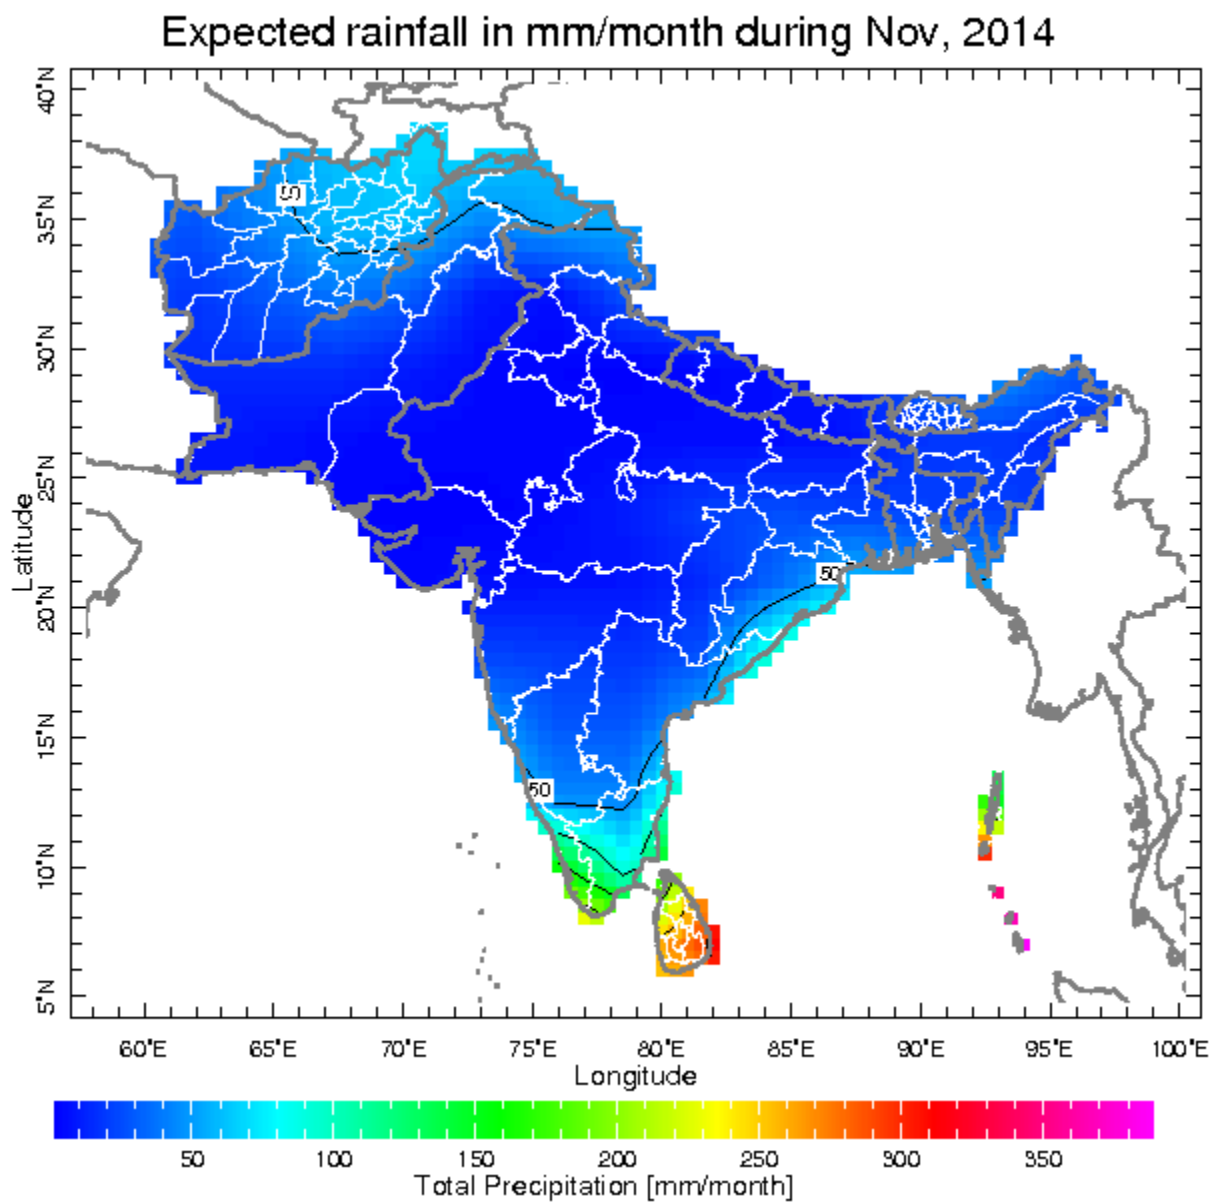 Expected rainfall in mm/month during Nov, 2014
40°N
35°N
30°N
25°N
20°N
15°N
10°N
5°N
Latitude
50
50
50
60°E 65°E 70°E 75°E 80°E 85°E 90°E 95°E 100°E
Longitude
50 100 150 200 250 300 350
Total Precipitation [mm/month]